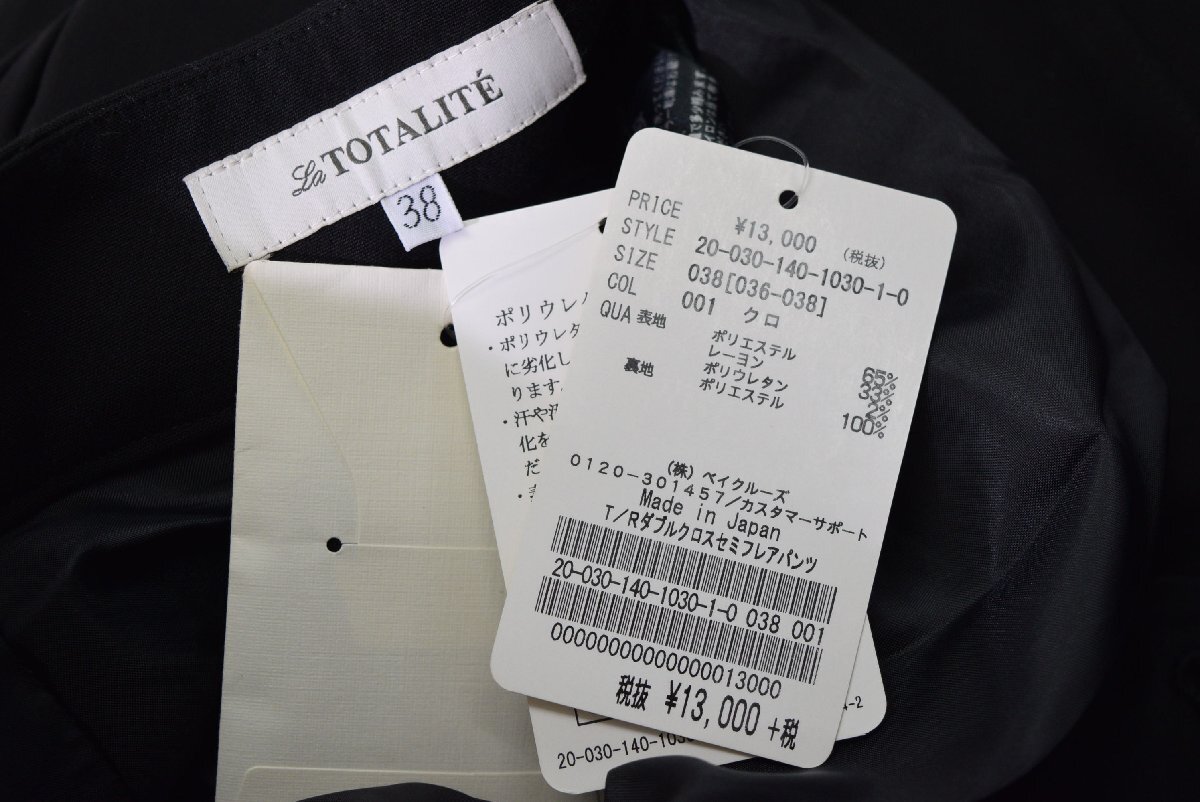 La TOTALITÉ
38
PRICE ¥13,000 (税抜)
STYLE 20-030-140-1030-1-0
SIZE 038[036-038]
COL 001 クロ
QUA 表地 ポリエステル 65%
レーヨン 33%
ポリウレタン 2%
裏地 ポリエステル 100%
(株) ベイクルーズ
0120-301457/カスタマーサポート
Made in Japan
T/Rダブルクロスセミフレアパンツ
20-030-140-1030-1-0 038 001
0000000000000013000
税抜 ¥13,000 +税
ポリウレ
・ポリウレタ
に劣化し
ります。
・汗や
化を
だ
20-030-140-10
-2